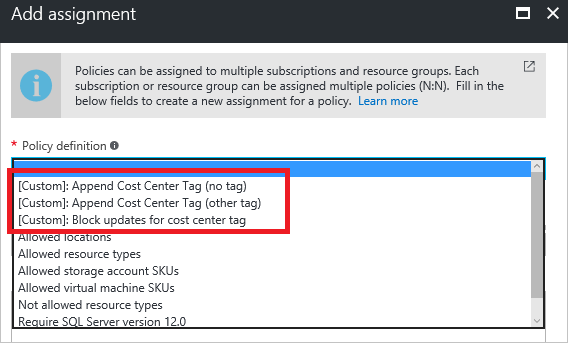 Add assignment
Policies can be assigned to multiple subscriptions and resource groups. Each
subscription or resource group can be assigned multiple policies (N:N). Fill in the
below fields to create a new assignment for a policy. Learn more
* Policy definition
[Custom]: Append Cost Center Tag (no tag)
[Custom]: Append Cost Center Tag (other tag)
[Custom]: Block updates for cost center tag
Allowed locations
Allowed resource types
Allowed storage account SKUs
Allowed virtual machine SKUs
Not allowed resource types
Require SQL Server version 12.0